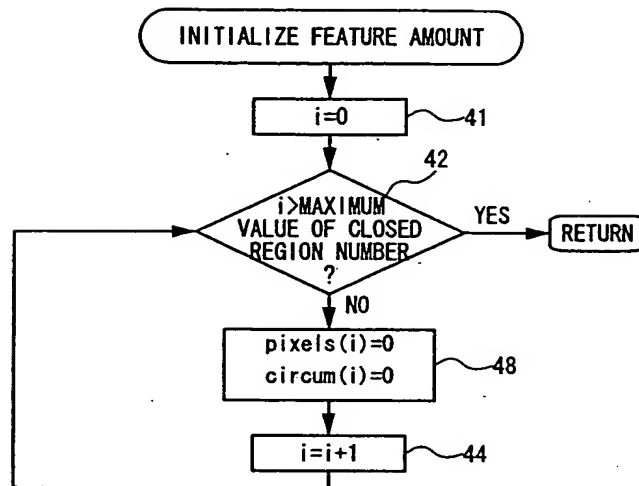 INITIALIZE FEATURE AMOUNT
i=0
41
42
i>MAXIMUM
VALUE OF CLOSED
REGION NUMBER
?
YES
RETURN
NO
pixels(i)=0
circum(i)=0
48
i=i+1
44